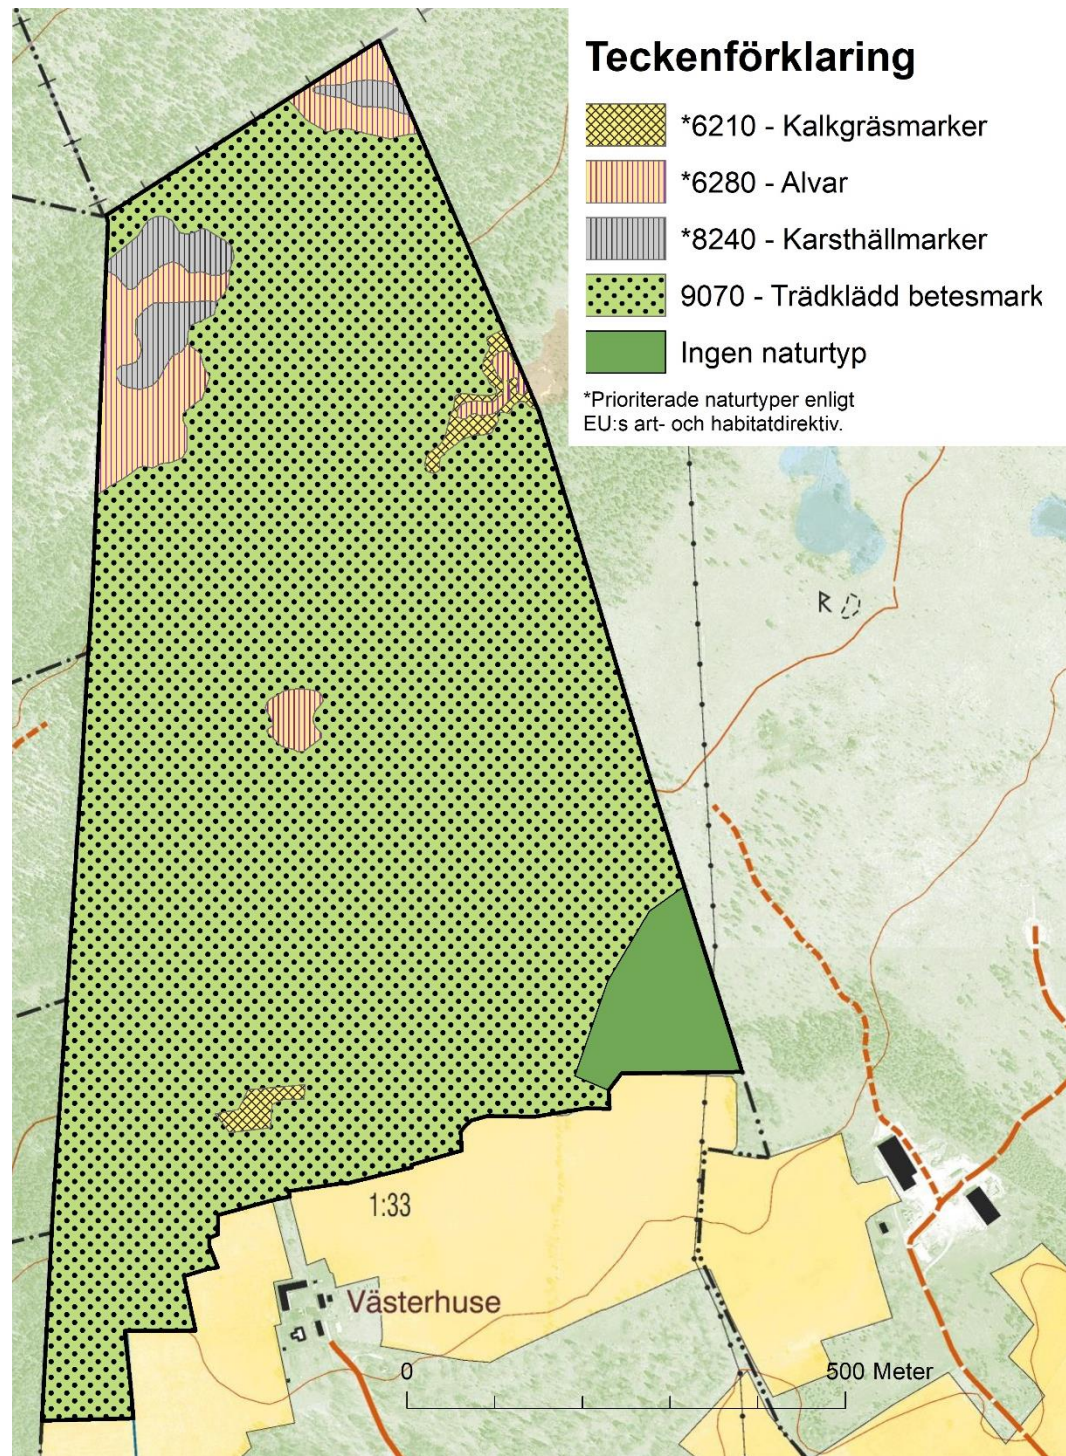 Teckenförklaring
*6210 - Kalkgräsmarker
*6280 - Alvar
*8240 - Karsthällmarker
9070 - Trädklädd betesmark
Ingen naturtyp
*Prioriterade naturtyper enligt
EU:s art- och habitatdirektiv.
R
1:33
Västerhuse
0
500 Meter